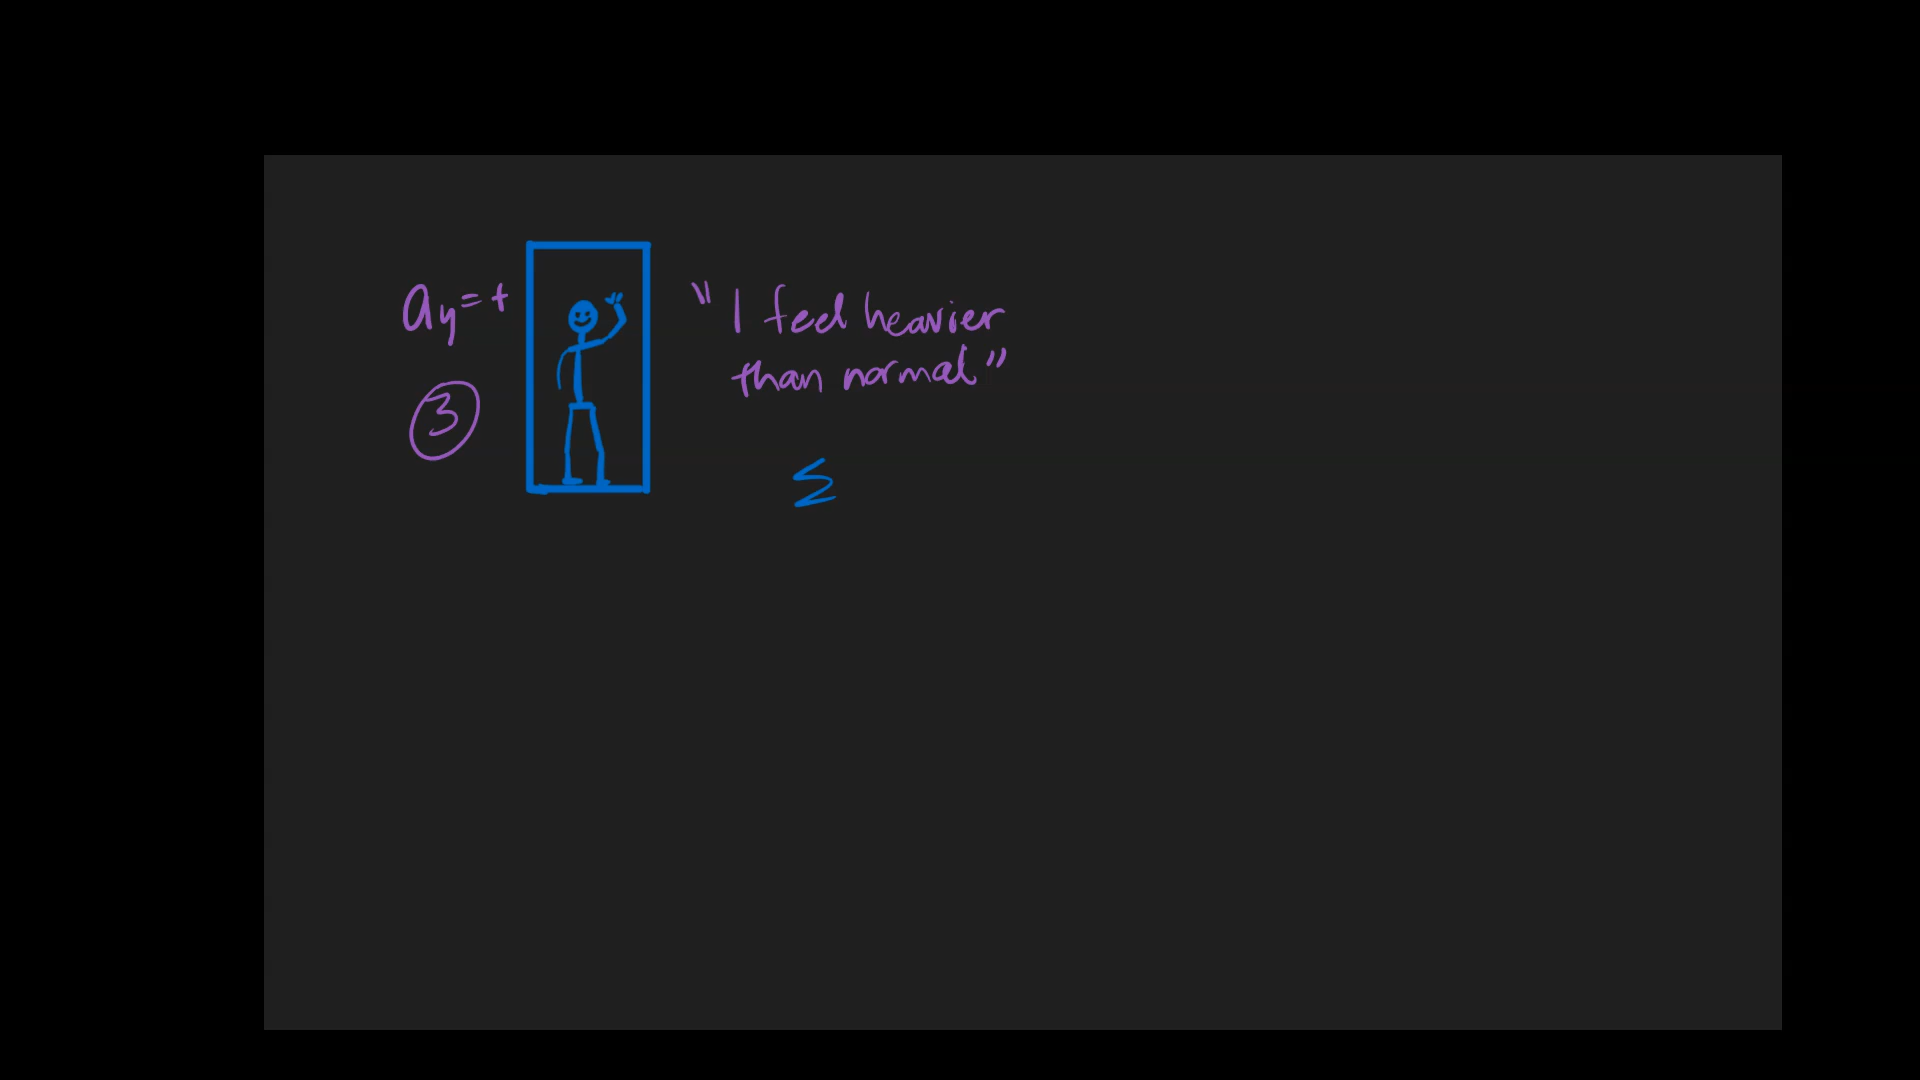 ay=+
"I feel heavier
than normal"
3
Σ